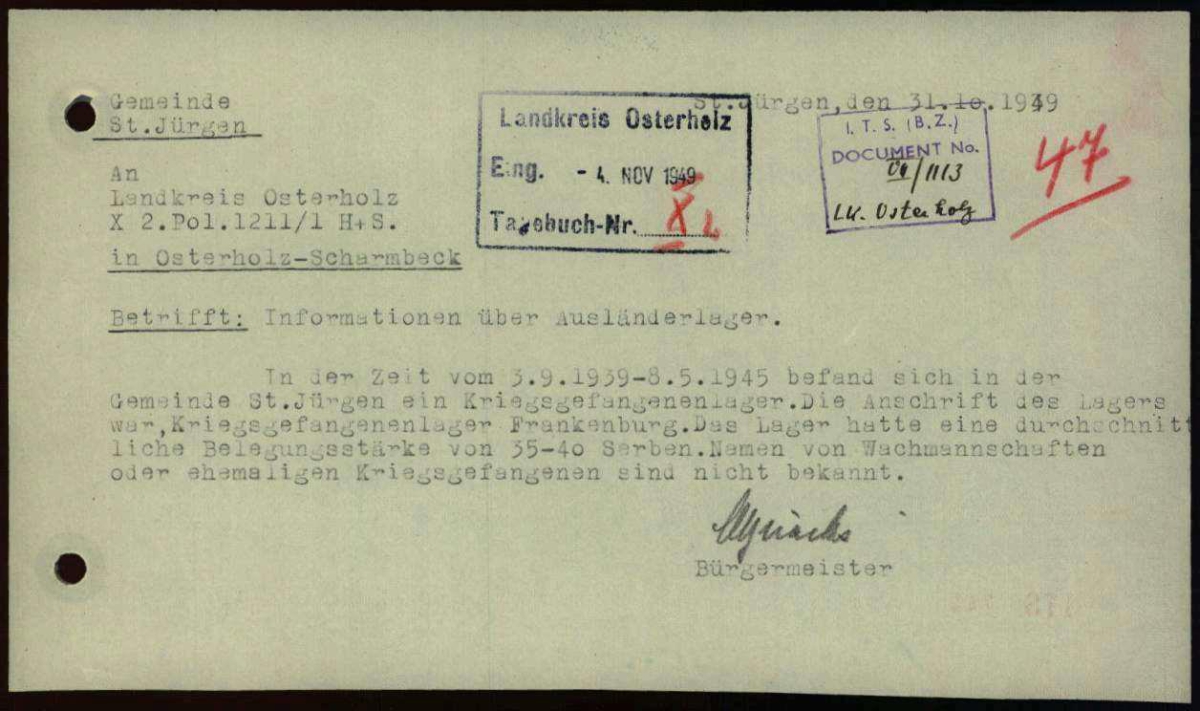 Gemeinde
St.Jürgen
St.Jürgen,den 31.10.1949
Landkreis Osterholz
Eing. - 4. NOV 1949
Tagebuch-Nr. X
I. T. S. (B.Z.)
DOCUMENT No.
VI/1113
LK. Osterholz
47
An
Landkreis Osterholz
X 2.Pol.1211/1 H+S.
in Osterholz-Scharmbeck
Betrifft: Informationen über Ausländerlager.
In der Zeit vom 3.9.1939-8.5.1945 befand sich in der
Gemeinde St.Jürgen ein Kriegsgefangenenlager.Die Anschrift des Lagers
war,Kriegsgefangenenlager Frankenburg.Das Lager hatte eine durchschnitt
liche Belegungsstärke von 35-40 Serben.Namen von Wachmannschaften
oder ehemaligen Kriegsgefangenen sind nicht bekannt.
Bürgermeister